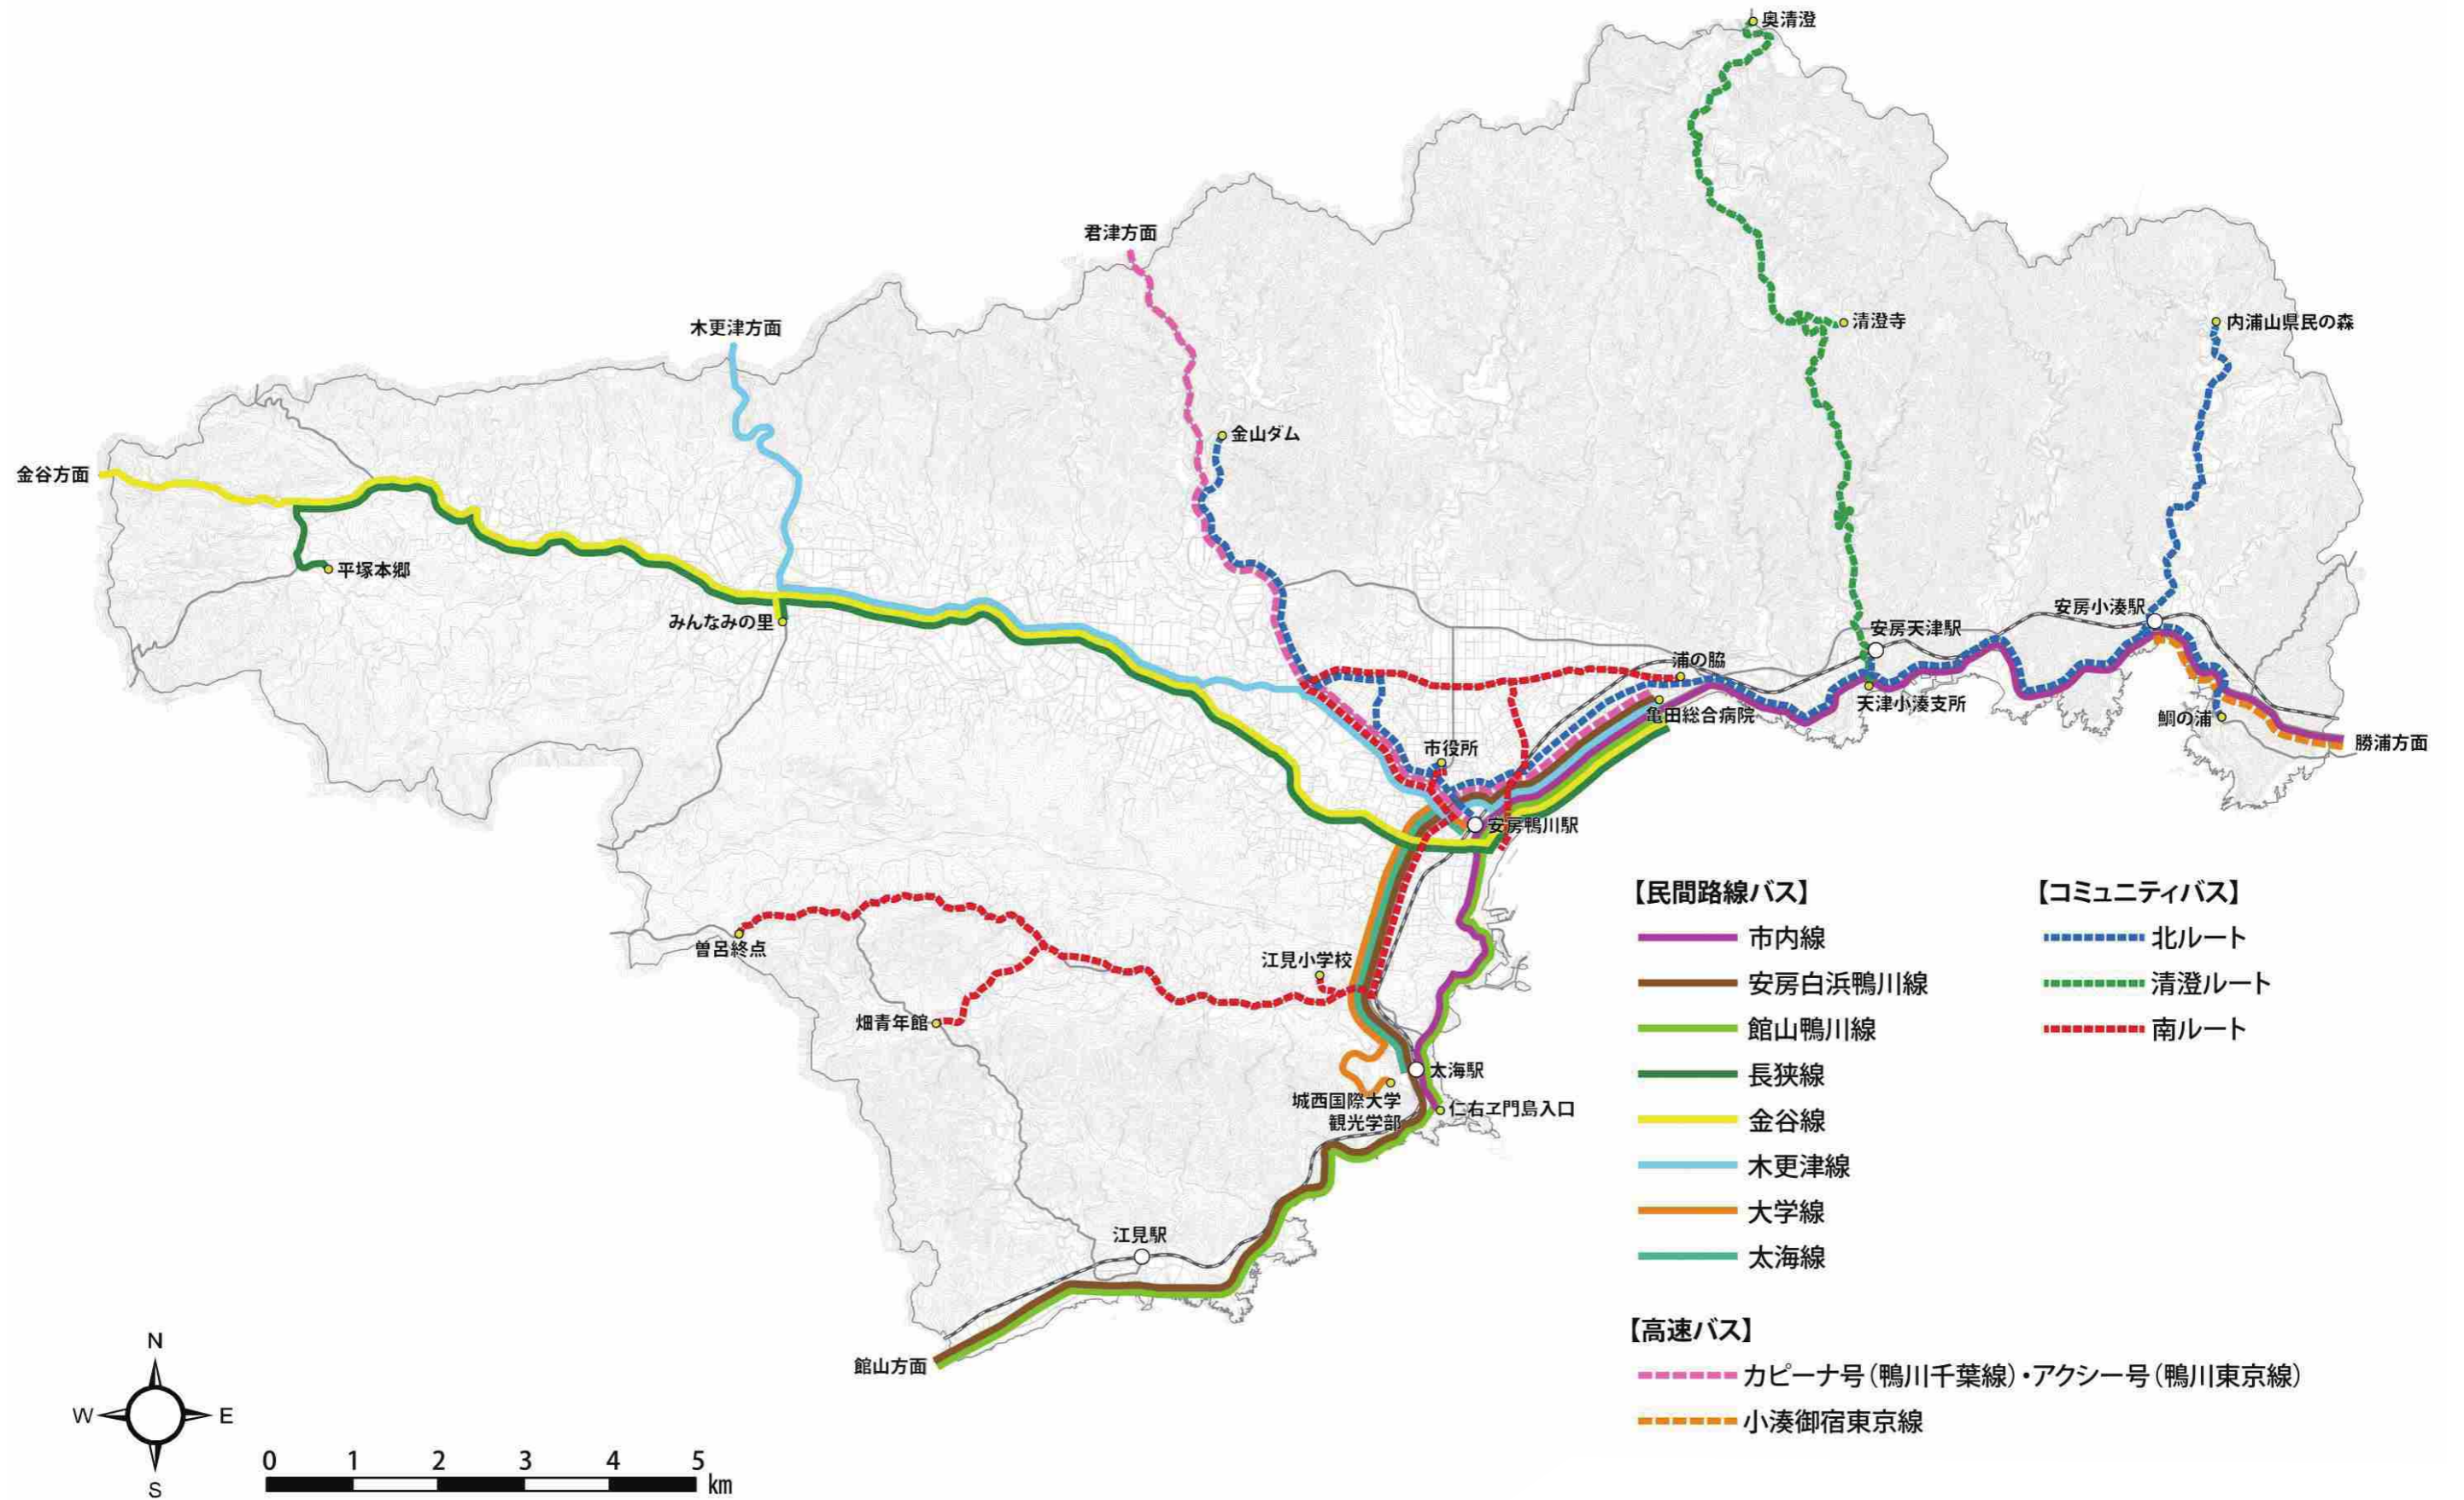 奥清澄
君津方面
木更津方面
清澄寺
内浦山県民の森
金山ダム
金谷方面
平塚本郷
みんなみの里
安房小湊駅
安房天津駅
浦の脇
天津小湊支所
亀田総合病院
鯛の浦
勝浦方面
市役所
安房鴨川駅
曽呂終点
江見小学校
畑青年館
太海駅
城西国際大学
観光学部
仁右ヱ門島入口
江見駅
館山方面
【民間路線バス】
市内線
安房白浜鴨川線
館山鴨川線
長狭線
金谷線
木更津線
大学線
太海線
【コミュニティバス】
北ルート
清澄ルート
南ルート
【高速バス】
カピーナ号(鴨川千葉線)・アクシー号(鴨川東京線)
小湊御宿東京線
N
W E
S
0 1 2 3 4 5
km